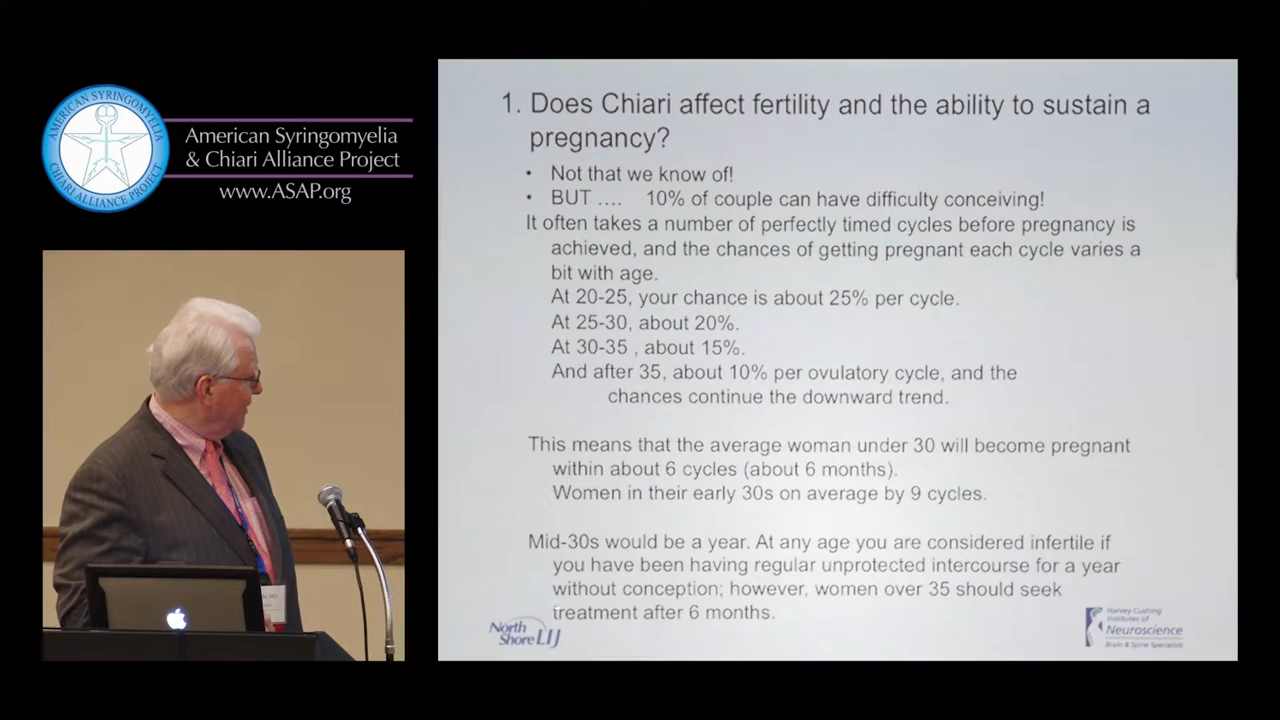 AMERICAN SYRINGOMYELIA
CHIARI ALLIANCE PROJECT
American Syringomyelia
& Chiari Alliance Project
www.ASAP.org
1. Does Chiari affect fertility and the ability to sustain a
pregnancy?
• Not that we know of!
• BUT .... 10% of couple can have difficulty conceiving!
It often takes a number of perfectly timed cycles before pregnancy is
achieved, and the chances of getting pregnant each cycle varies a
bit with age.
At 20-25, your chance is about 25% per cycle.
At 25-30, about 20%.
At 30-35 , about 15%.
And after 35, about 10% per ovulatory cycle, and the
chances continue the downward trend.
This means that the average woman under 30 will become pregnant
within about 6 cycles (about 6 months).
Women in their early 30s on average by 9 cycles.
Mid-30s would be a year. At any age you are considered infertile if
you have been having regular unprotected intercourse for a year
without conception; however, women over 35 should seek
treatment after 6 months.
North
Shore LIJ
Harvey Cushing
Institutes of
Neuroscience
Brain & Spine Specialists